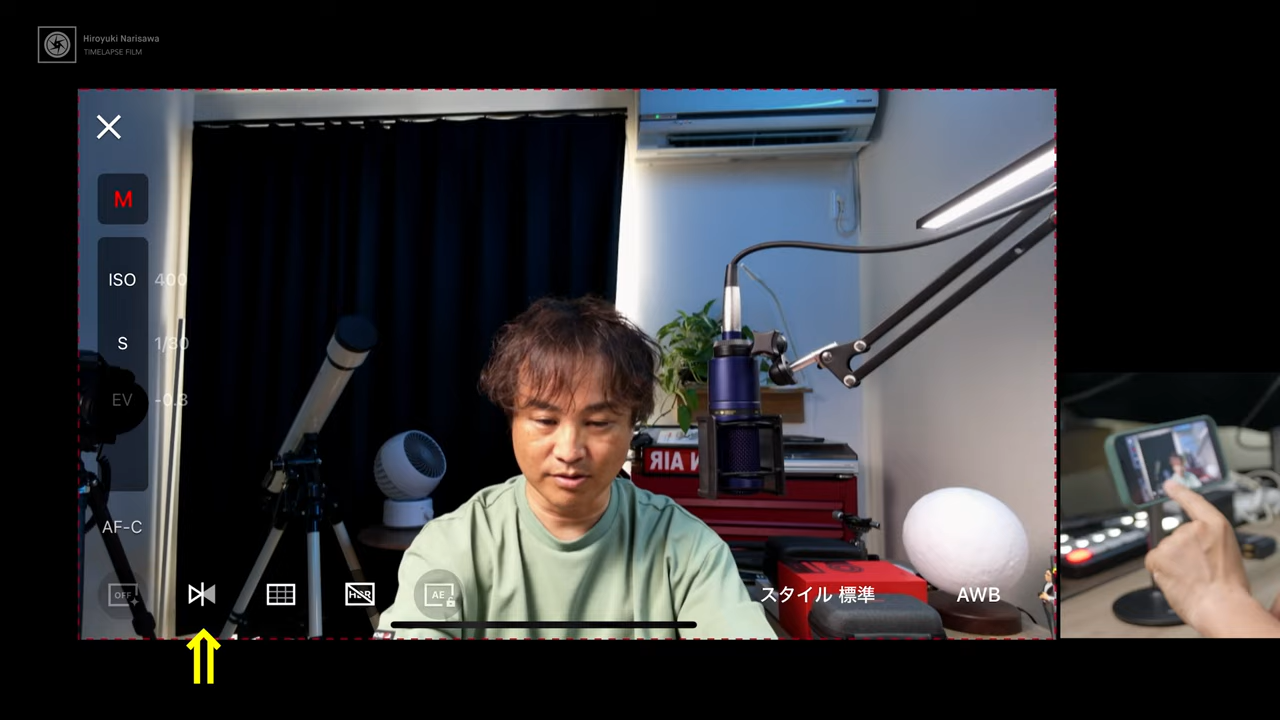 Hiroyuki Narisawa
TIMELAPSE FILM
M
ISO 400
S 1/30
EV -0.3
AF-C
OFF
HDR
AE
スタイル 標準
AWB